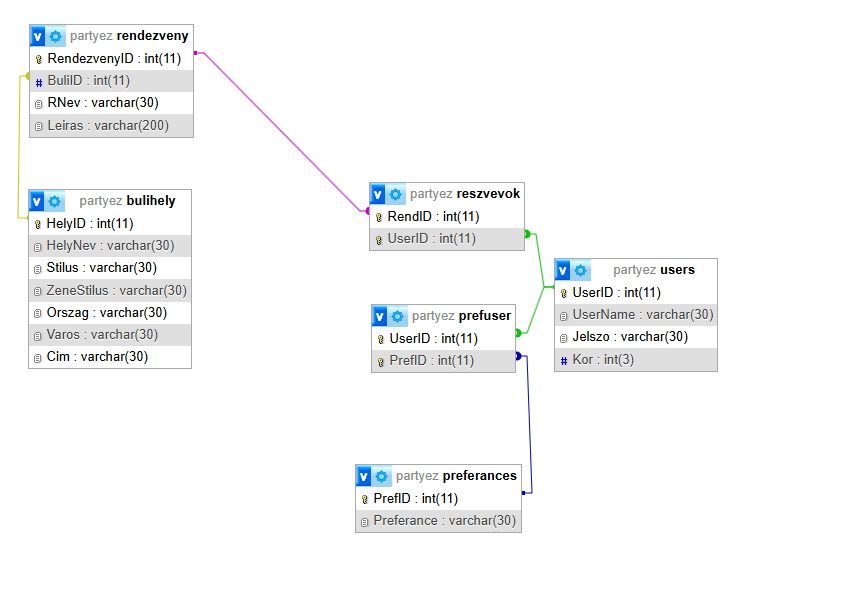 v partyez rendezveny
RendezvenyID : int(11)
# BuliID : int(11)
RNev : varchar(30)
Leiras : varchar(200)
v partyez bulihely
HelyID : int(11)
HelyNev : varchar(30)
Stilus : varchar(30)
ZeneStilus : varchar(30)
Orszag : varchar(30)
Varos : varchar(30)
Cim : varchar(30)
v partyez reszvevok
RendID : int(11)
UserID : int(11)
v partyez users
UserID : int(11)
UserName : varchar(30)
Jelszo : varchar(30)
# Kor : int(3)
v partyez prefuser
UserID : int(11)
PrefID : int(11)
v partyez preferances
PrefID : int(11)
Preferance : varchar(30)